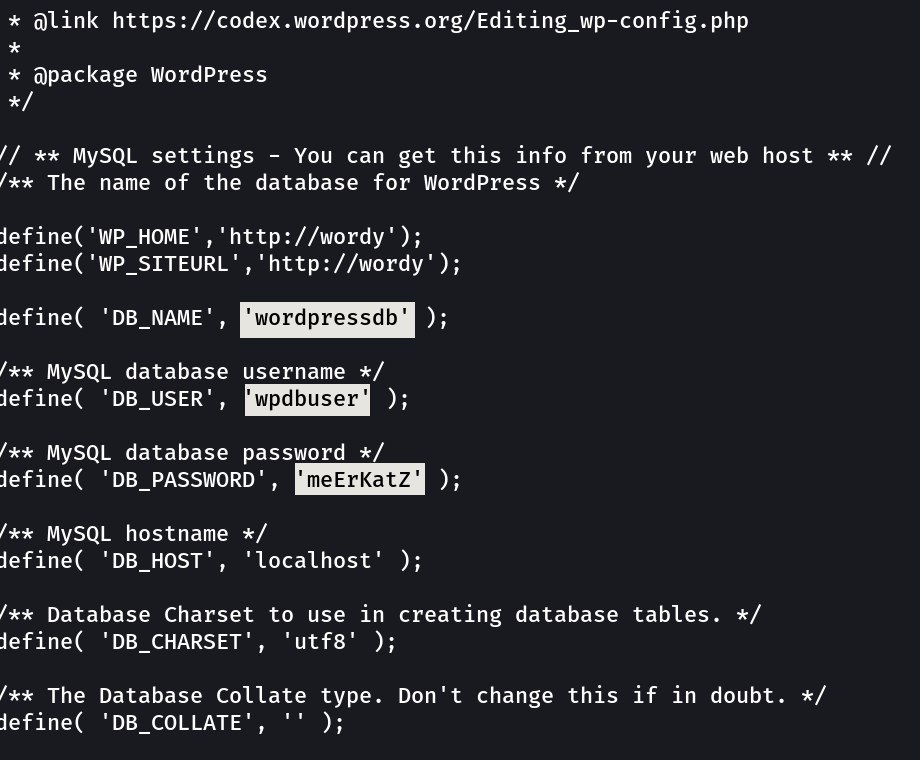 * @link https://codex.wordpress.org/Editing_wp-config.php
*
* @package WordPress
*/
// ** MySQL settings - You can get this info from your web host ** //
/** The name of the database for WordPress */
define('WP_HOME','http://wordy');
define('WP_SITEURL','http://wordy');
define( 'DB_NAME', 'wordpressdb' );
/** MySQL database username */
define( 'DB_USER', 'wpdbuser' );
/** MySQL database password */
define( 'DB_PASSWORD', 'meErKatZ' );
/** MySQL hostname */
define( 'DB_HOST', 'localhost' );
/** Database Charset to use in creating database tables. */
define( 'DB_CHARSET', 'utf8' );
/** The Database Collate type. Don't change this if in doubt. */
define( 'DB_COLLATE', '' );